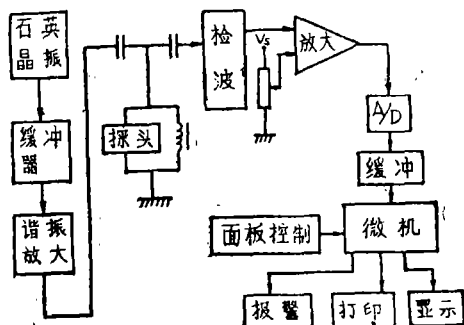 石英
晶振
缓冲
器
谐振
放大
探头
检
波
Vs
放大
A/D
缓冲
微机
面板控制
报警
打印
显示